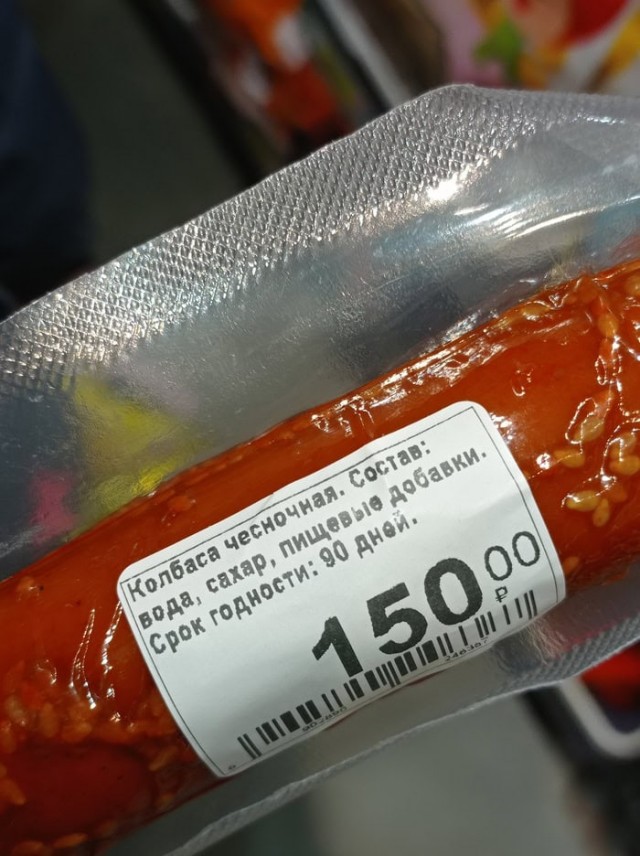 Колбаса чесночная. Состав:
вода, сахар, пищевые добавки.
Срок годности: 90 дней.
150 00
₽